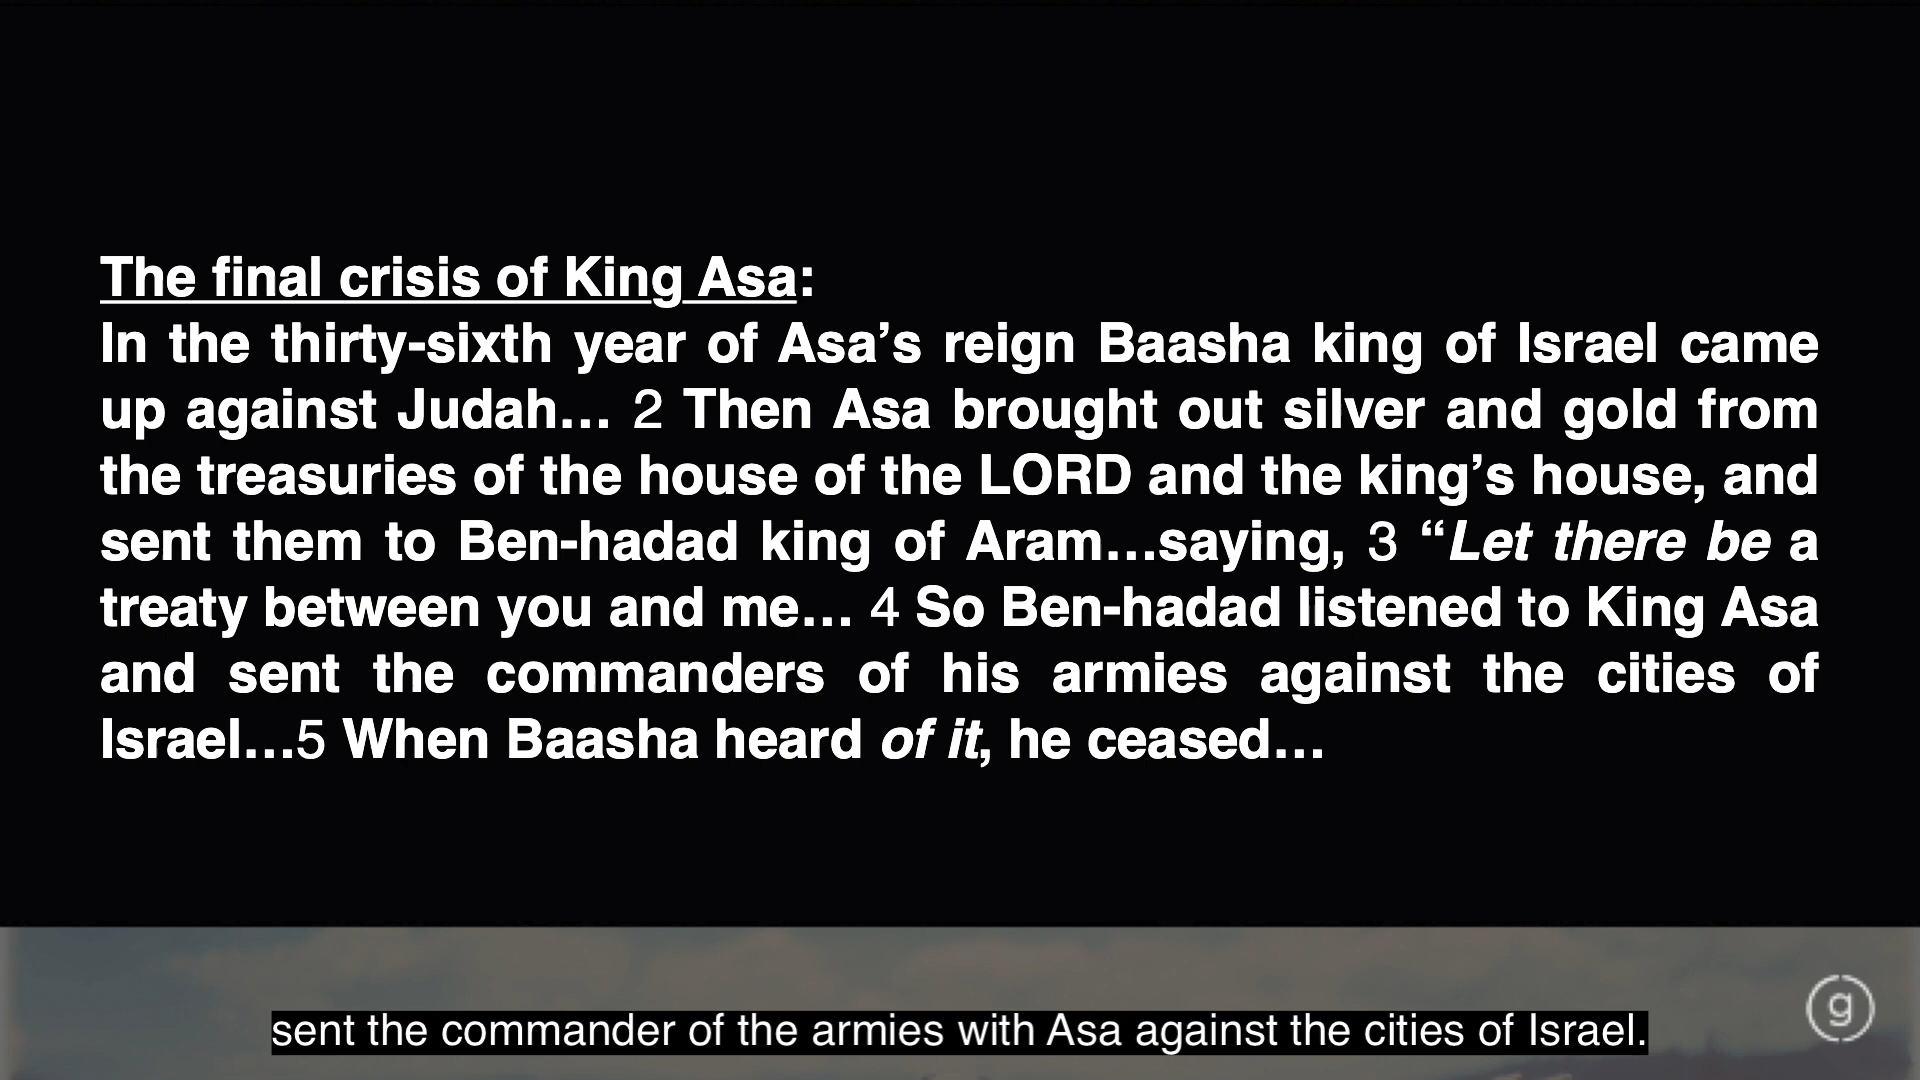 The final crisis of King Asa:
In the thirty-sixth year of Asa’s reign Baasha king of Israel came
up against Judah… 2 Then Asa brought out silver and gold from
the treasuries of the house of the LORD and the king’s house, and
sent them to Ben-hadad king of Aram…saying, 3 “Let there be a
treaty between you and me… 4 So Ben-hadad listened to King Asa
and sent the commanders of his armies against the cities of
Israel…5 When Baasha heard of it, he ceased…
g
sent the commander of the armies with Asa against the cities of Israel.